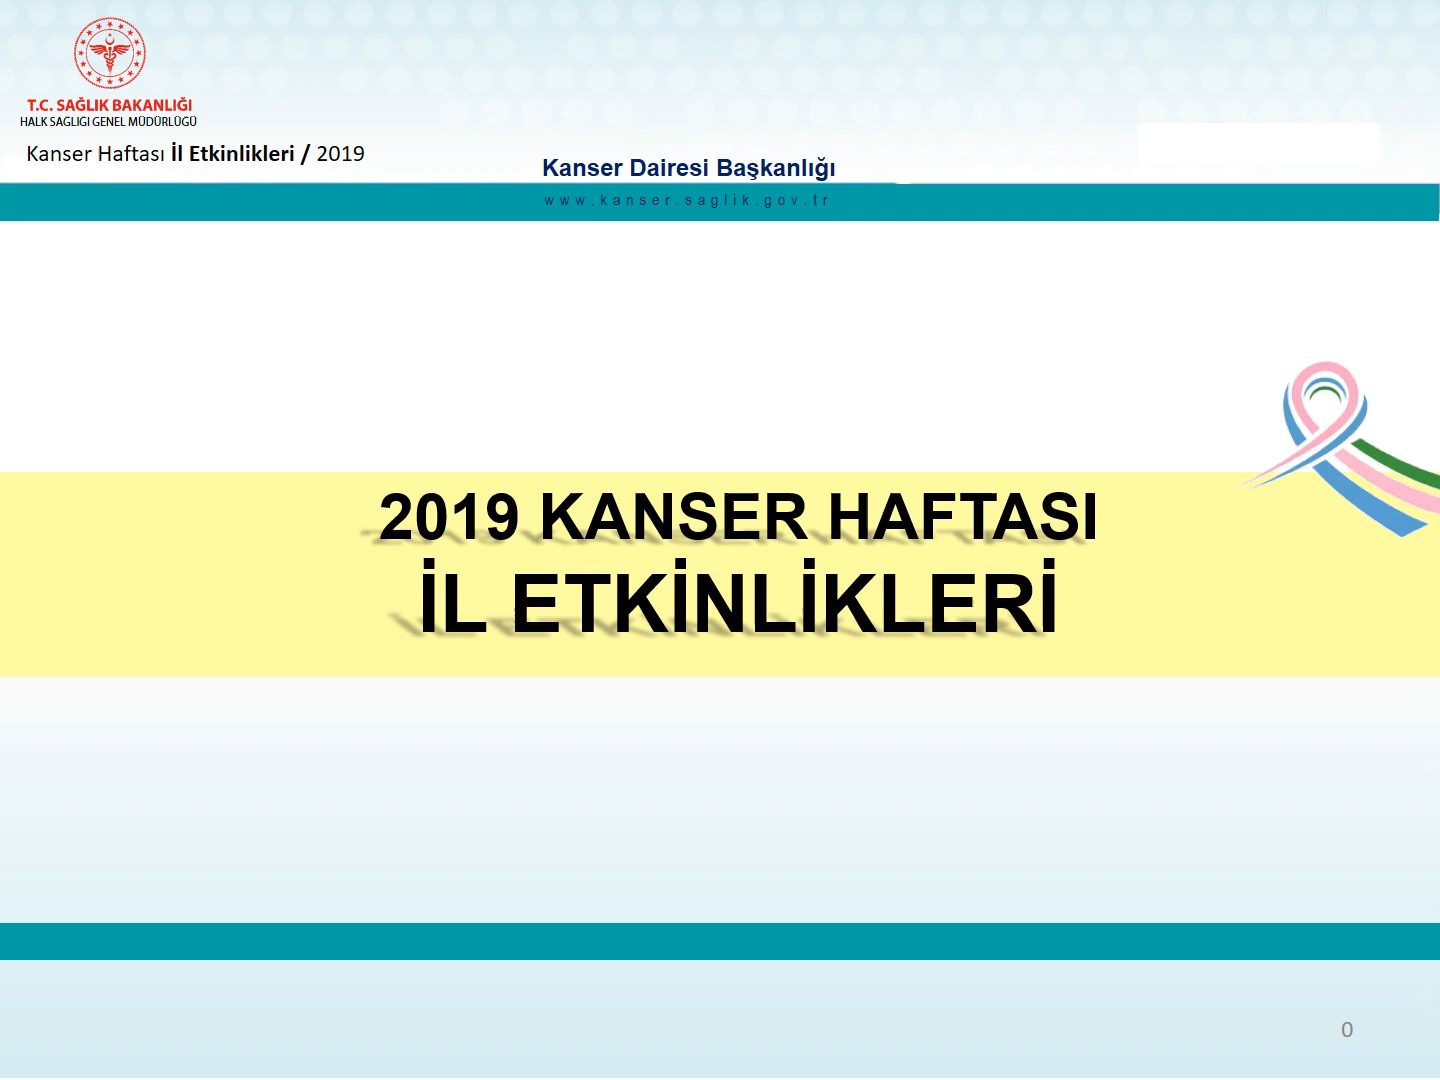 T.C. SAĞLIK BAKANLIĞI
HALK SAĞLIĞI GENEL MÜDÜRLÜĞÜ
Kanser Haftası İl Etkinlikleri / 2019
Kanser Dairesi Başkanlığı
www.kanser.saglik.gov.tr
2019 KANSER HAFTASI
İL ETKİNLİKLERİ
0